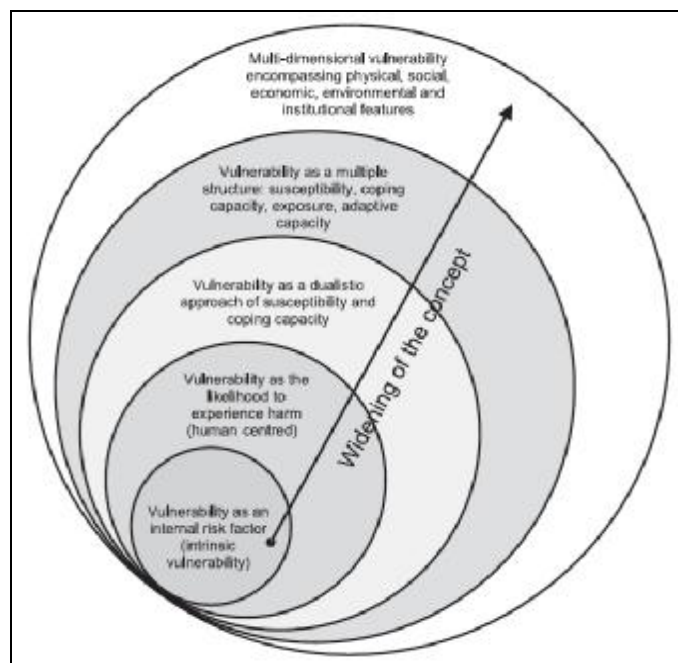 Multi-dimensional vulnerability
encompassing physical, social,
economic, environmental and
institutional features
Vulnerability as a multiple
structure: susceptibility, coping
capacity, exposure, adaptive
capacity
Vulnerability as a dualistic
approach of susceptibility and
coping capacity
Vulnerability as the
likelihood to
experience harm
(human centred)
Vulnerability as an
internal risk factor
(intrinsic
vulnerability)
Widening of the concept